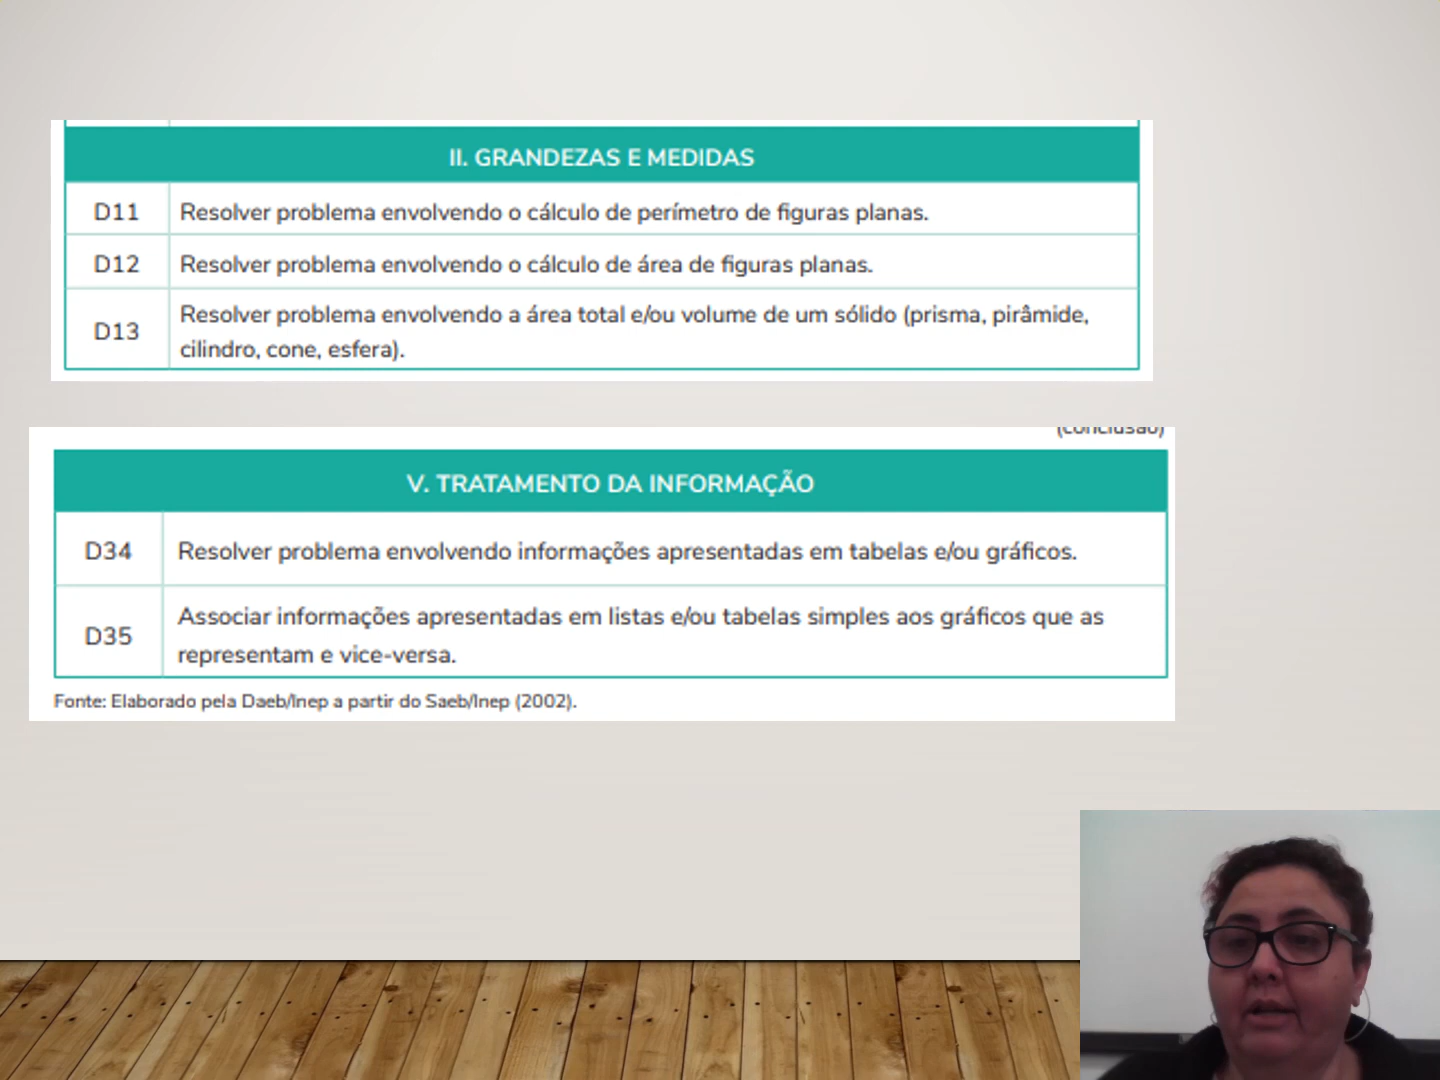 II. GRANDEZAS E MEDIDAS
D11
Resolver problema envolvendo o cálculo de perímetro de figuras planas.
D12
Resolver problema envolvendo o cálculo de área de figuras planas.
D13
Resolver problema envolvendo a área total e/ou volume de um sólido (prisma, pirâmide,
cilindro, cone, esfera).
(conclusão)
V. TRATAMENTO DA INFORMAÇÃO
D34
Resolver problema envolvendo informações apresentadas em tabelas e/ou gráficos.
D35
Associar informações apresentadas em listas e/ou tabelas simples aos gráficos que as
representam e vice-versa.
Fonte: Elaborado pela Daeb/Inep a partir do Saeb/Inep (2002).